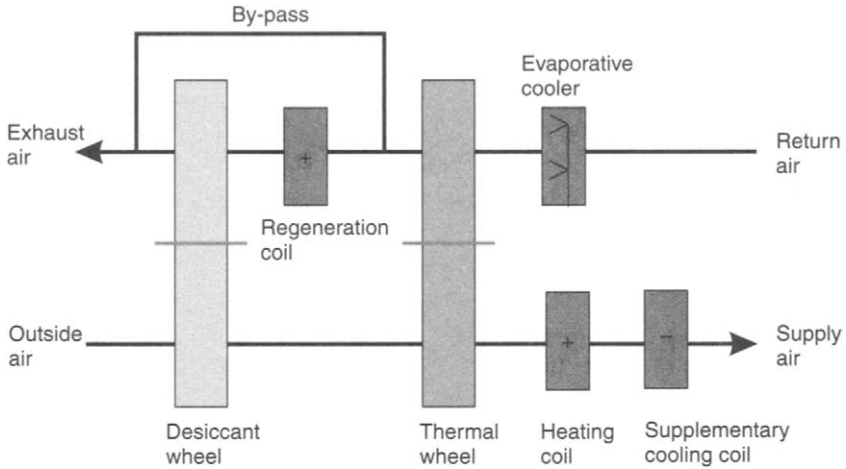 By-pass
Evaporative
cooler
Exhaust
air
Return
air
+
Regeneration
coil
Outside
air
+
-
Supply
air
Desiccant
wheel
Thermal
wheel
Heating
coil
Supplementary
cooling coil